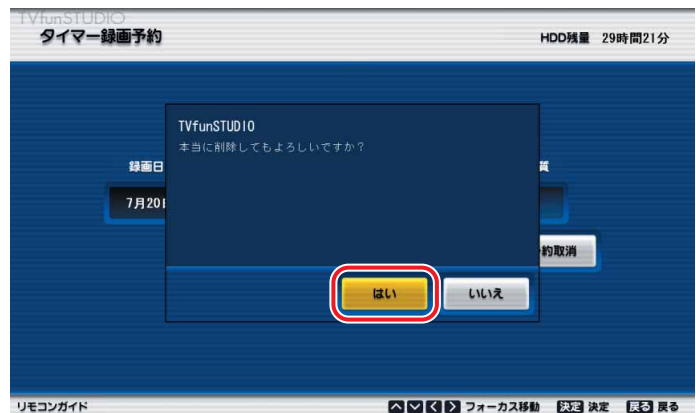 TVfunSTUDIO
タイマー録画予約
HDD残量 29時間21分
TVfunSTUDIO
本当に削除してもよろしいですか？
録画日
質
7月20日
約取消
はい
いいえ
リモコンガイド
フォーカス移動 決定 決定 戻る 戻る